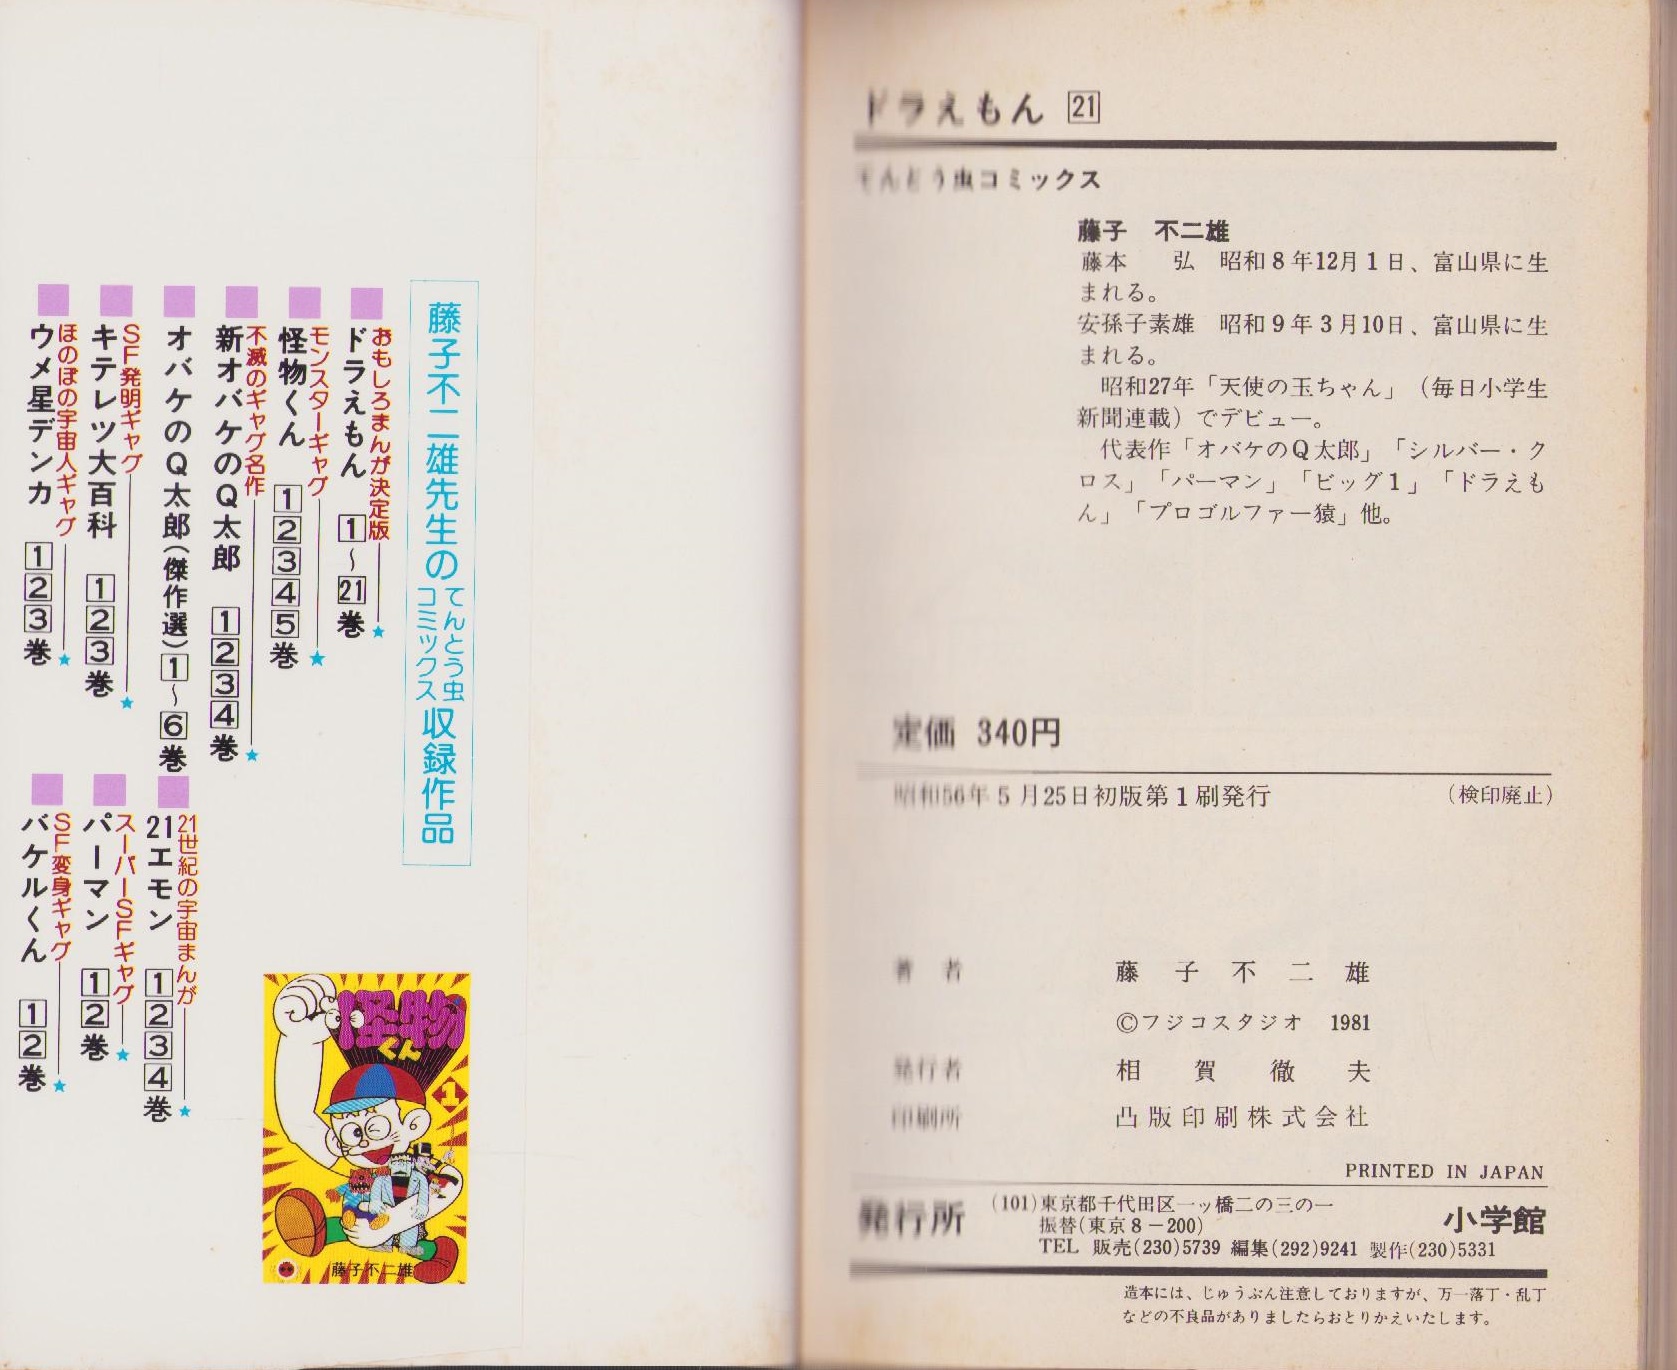 藤子不二雄先生のてんとう虫コミックス収録作品
おもしろまんが決定版
ドラえもん 1〜21巻
モンスターギャグ
怪物くん 1 2 3 4 5巻
不滅のギャグ名作
新オバケのQ太郎 1 2 3 4巻
オバケのQ太郎(傑作選)1〜6巻
SF発明ギャグ
キテレツ大百科 1 2 3巻
ほのぼの宇宙人ギャグ
ウメ星デンカ 1 2 3巻
21世紀の宇宙まんが
21エモン 1 2 3 4巻
スーパーSFギャグ
パーマン 1 2巻
SF変身ギャグ
バケルくん 1 2巻
怪物
くん
1
藤子不二雄
ドラえもん 21
てんとう虫コミックス
藤子 不二雄
藤本 弘 昭和8年12月1日、富山県に生
まれる。
安孫子素雄 昭和9年3月10日、富山県に生
まれる。
昭和27年「天使の玉ちゃん」（毎日小学生
新聞連載）でデビュー。
代表作「オバケのQ太郎」「シルバー・ク
ロス」「パーマン」「ビッグ1」「ドラえも
ん」「プロゴルファー猿」他。
定価 340円
昭和56年5月25日初版第1刷発行 (検印廃止)
著者 藤子不二雄
©フジコスタジオ 1981
発行者 相賀徹夫
印刷所 凸版印刷株式会社
PRINTED IN JAPAN
発行所 (101)東京都千代田区一ッ橋二の三の一 小学館
振替(東京8－200)
TEL 販売(230)5739 編集(292)9241 製作(230)5331
造本には、じゅうぶん注意しておりますが、万一落丁・乱丁
などの不良品がありましたらおとりかえいたします。